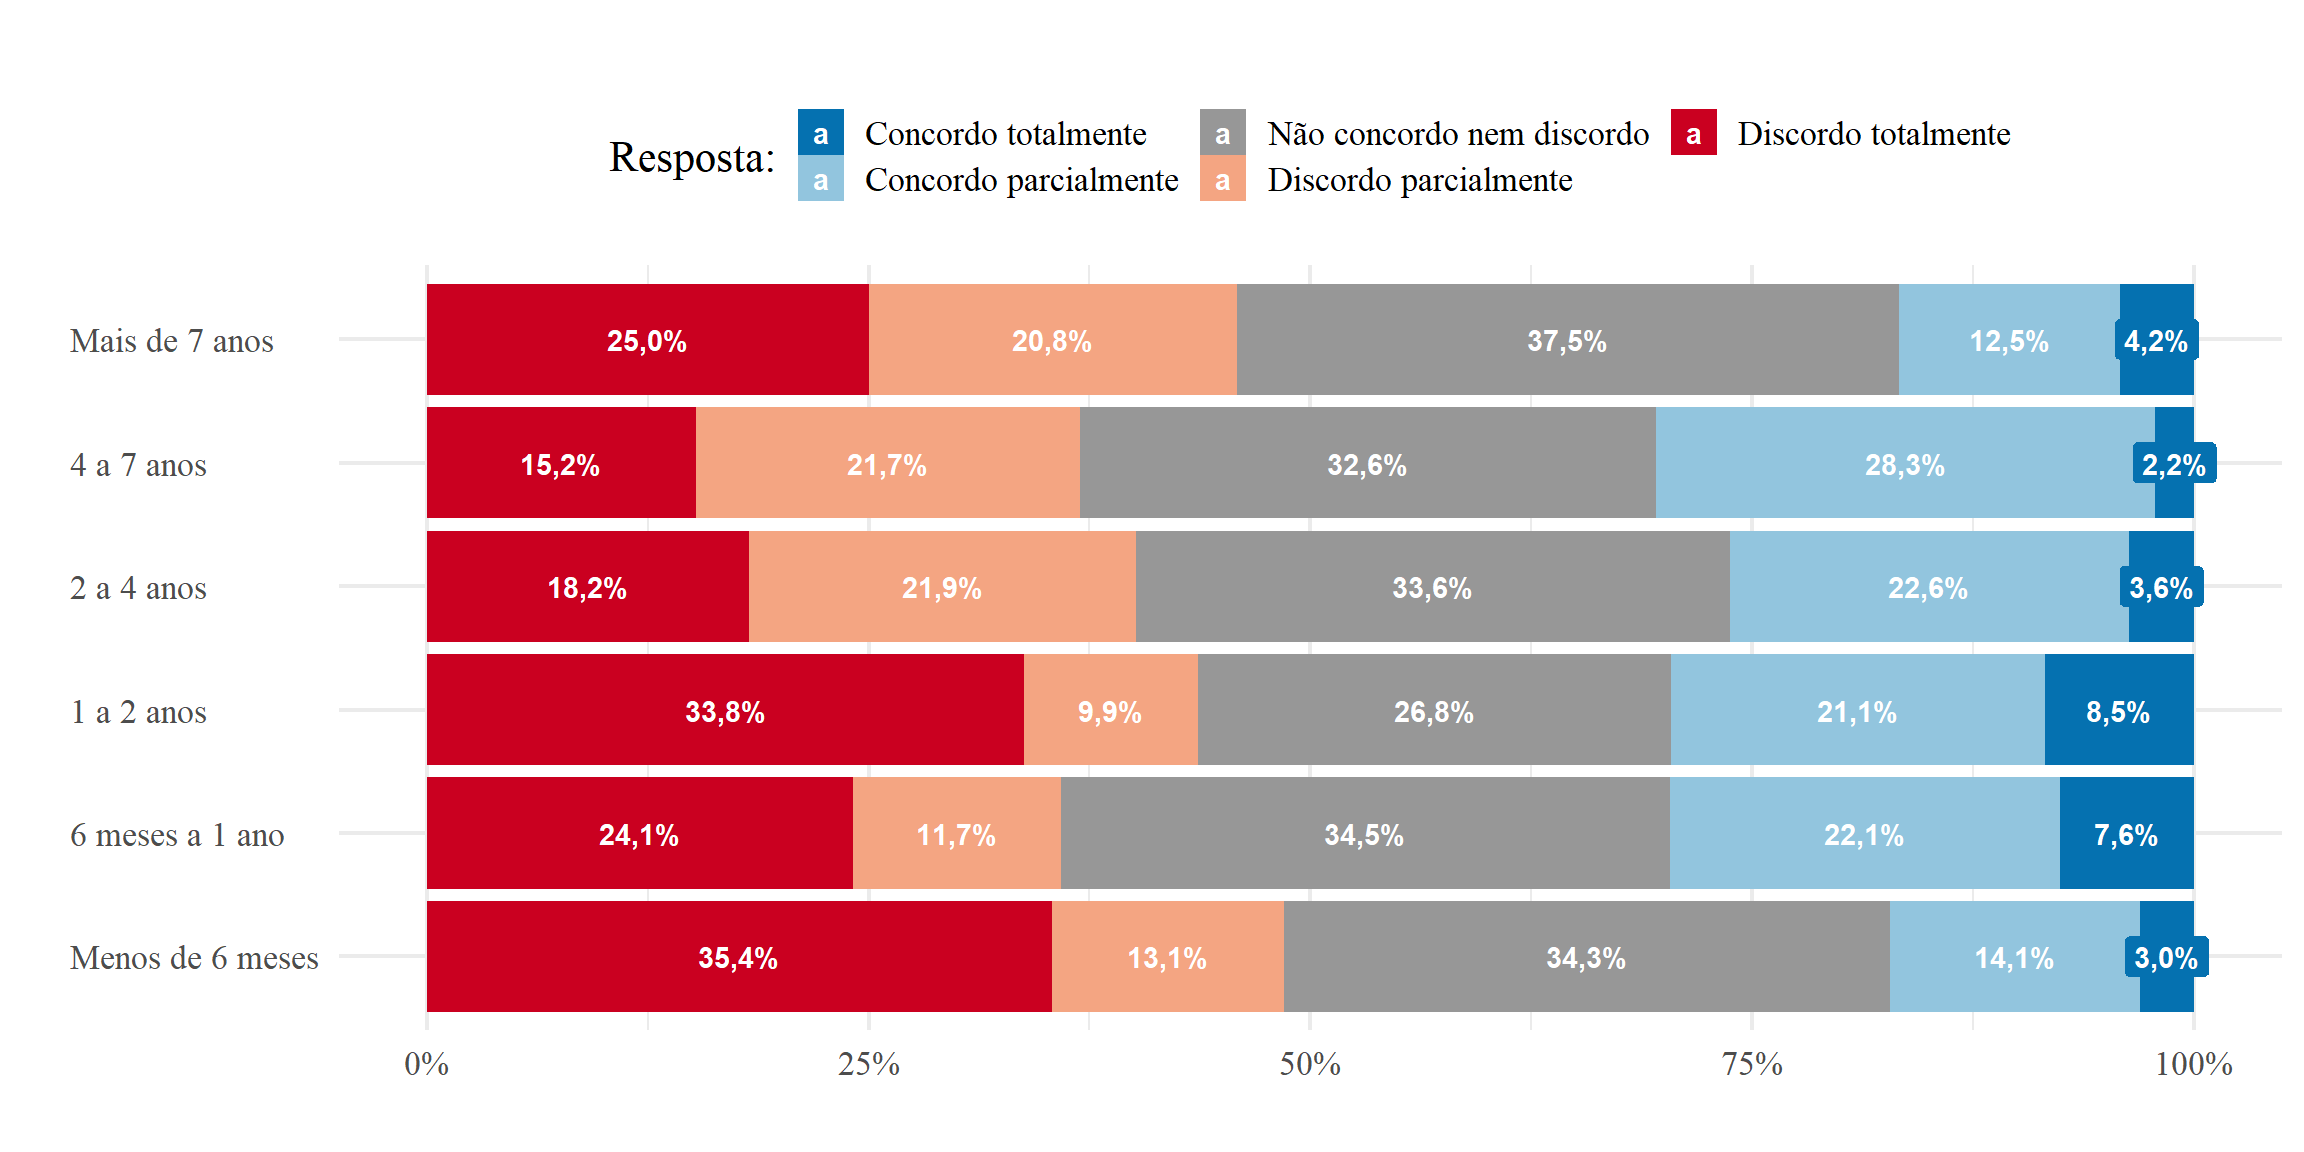 Resposta:
a Concordo totalmente a Não concordo nem discordo a Discordo totalmente
a Concordo parcialmente a Discordo parcialmente
Mais de 7 anos 25,0% 20,8% 37,5% 12,5% 4,2%
4 a 7 anos 15,2% 21,7% 32,6% 28,3% 2,2%
2 a 4 anos 18,2% 21,9% 33,6% 22,6% 3,6%
1 a 2 anos 33,8% 9,9% 26,8% 21,1% 8,5%
6 meses a 1 ano 24,1% 11,7% 34,5% 22,1% 7,6%
Menos de 6 meses 35,4% 13,1% 34,3% 14,1% 3,0%
0% 25% 50% 75% 100%